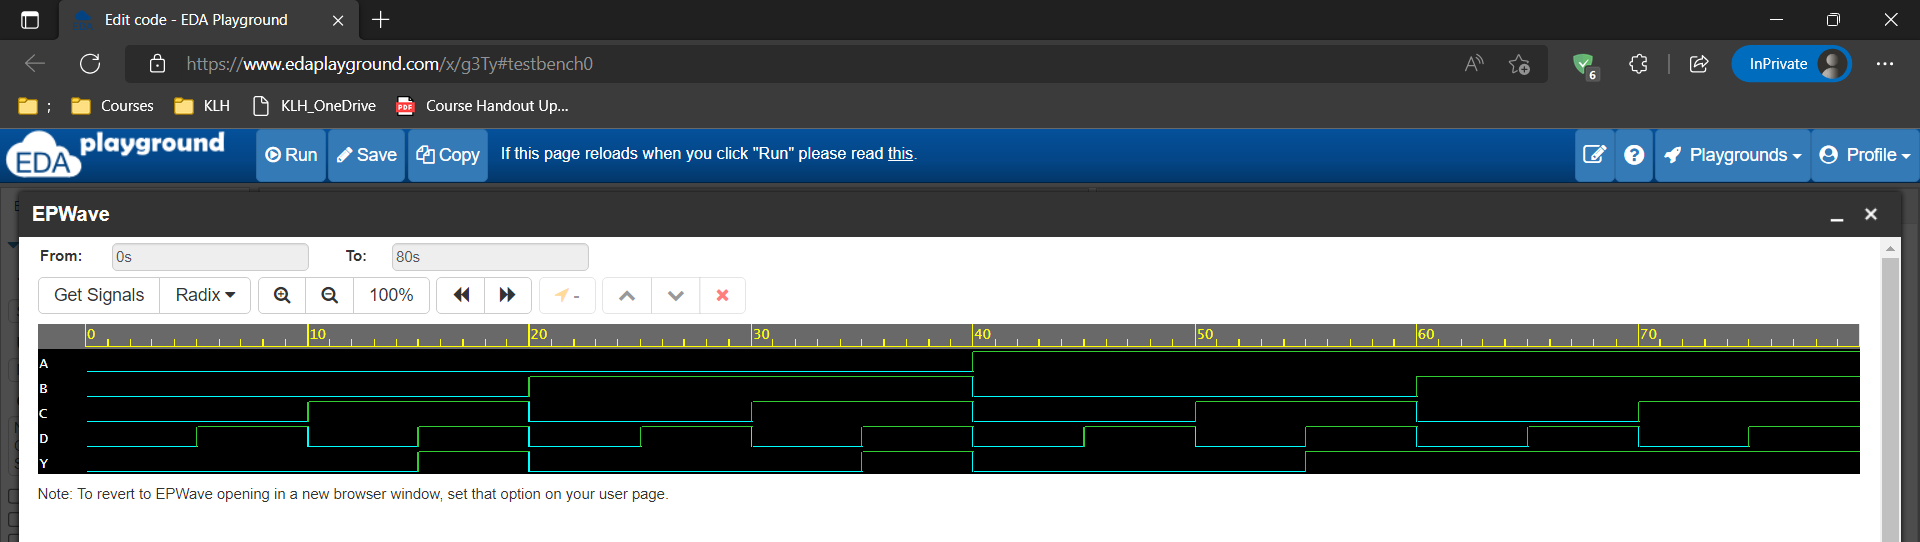 Edit code - EDA Playground
https://www.edaplayground.com/x/g3Ty#testbench0
A
6
InPrivate
;
Courses
KLH
KLH_OneDrive
PDF
Course Handout Up...
EDA playground
Run
Save
Copy
If this page reloads when you click "Run" please read this.
?
Playgrounds
Profile
EPWave
From:
0s
To:
80s
Get Signals
Radix
100%
-
0 10 20 30 40 50 60 70
A
B
C
D
Y
Note: To revert to EPWave opening in a new browser window, set that option on your user page.